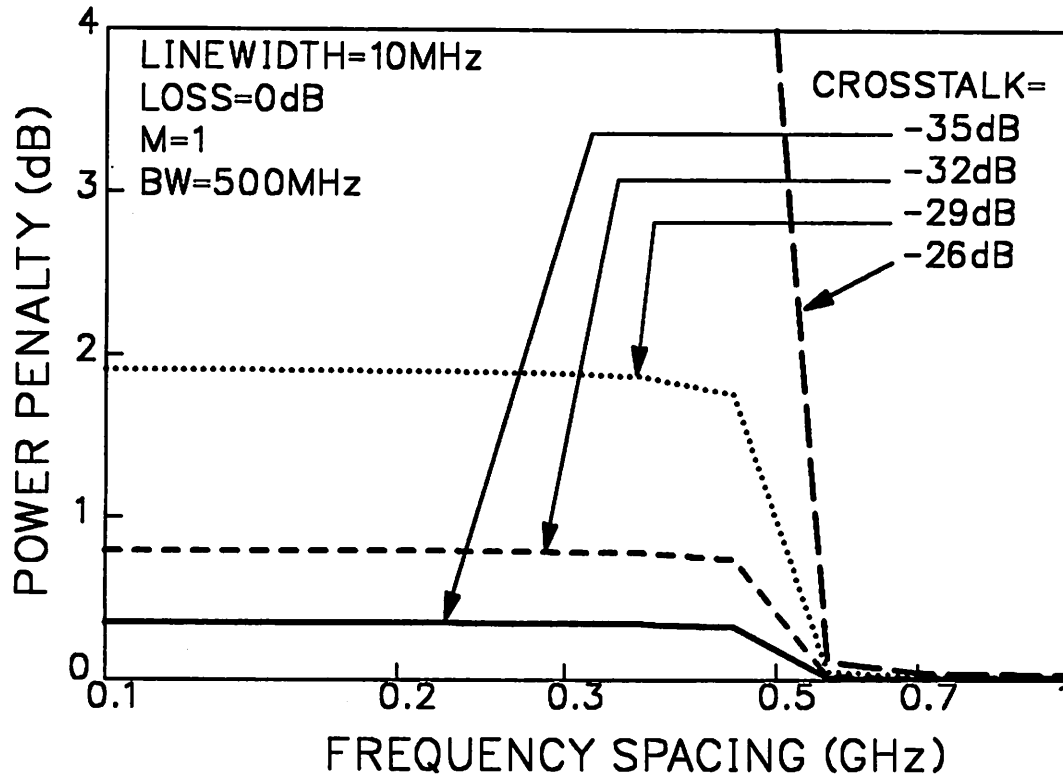 4
3
2
1
0
POWER PENALTY (dB)
LINEWIDTH=10MHz
LOSS=0dB
M=1
BW=500MHz
CROSSTALK=
-35dB
-32dB
-29dB
-26dB
0.1 0.2 0.3 0.5 0.7 1
FREQUENCY SPACING (GHz)